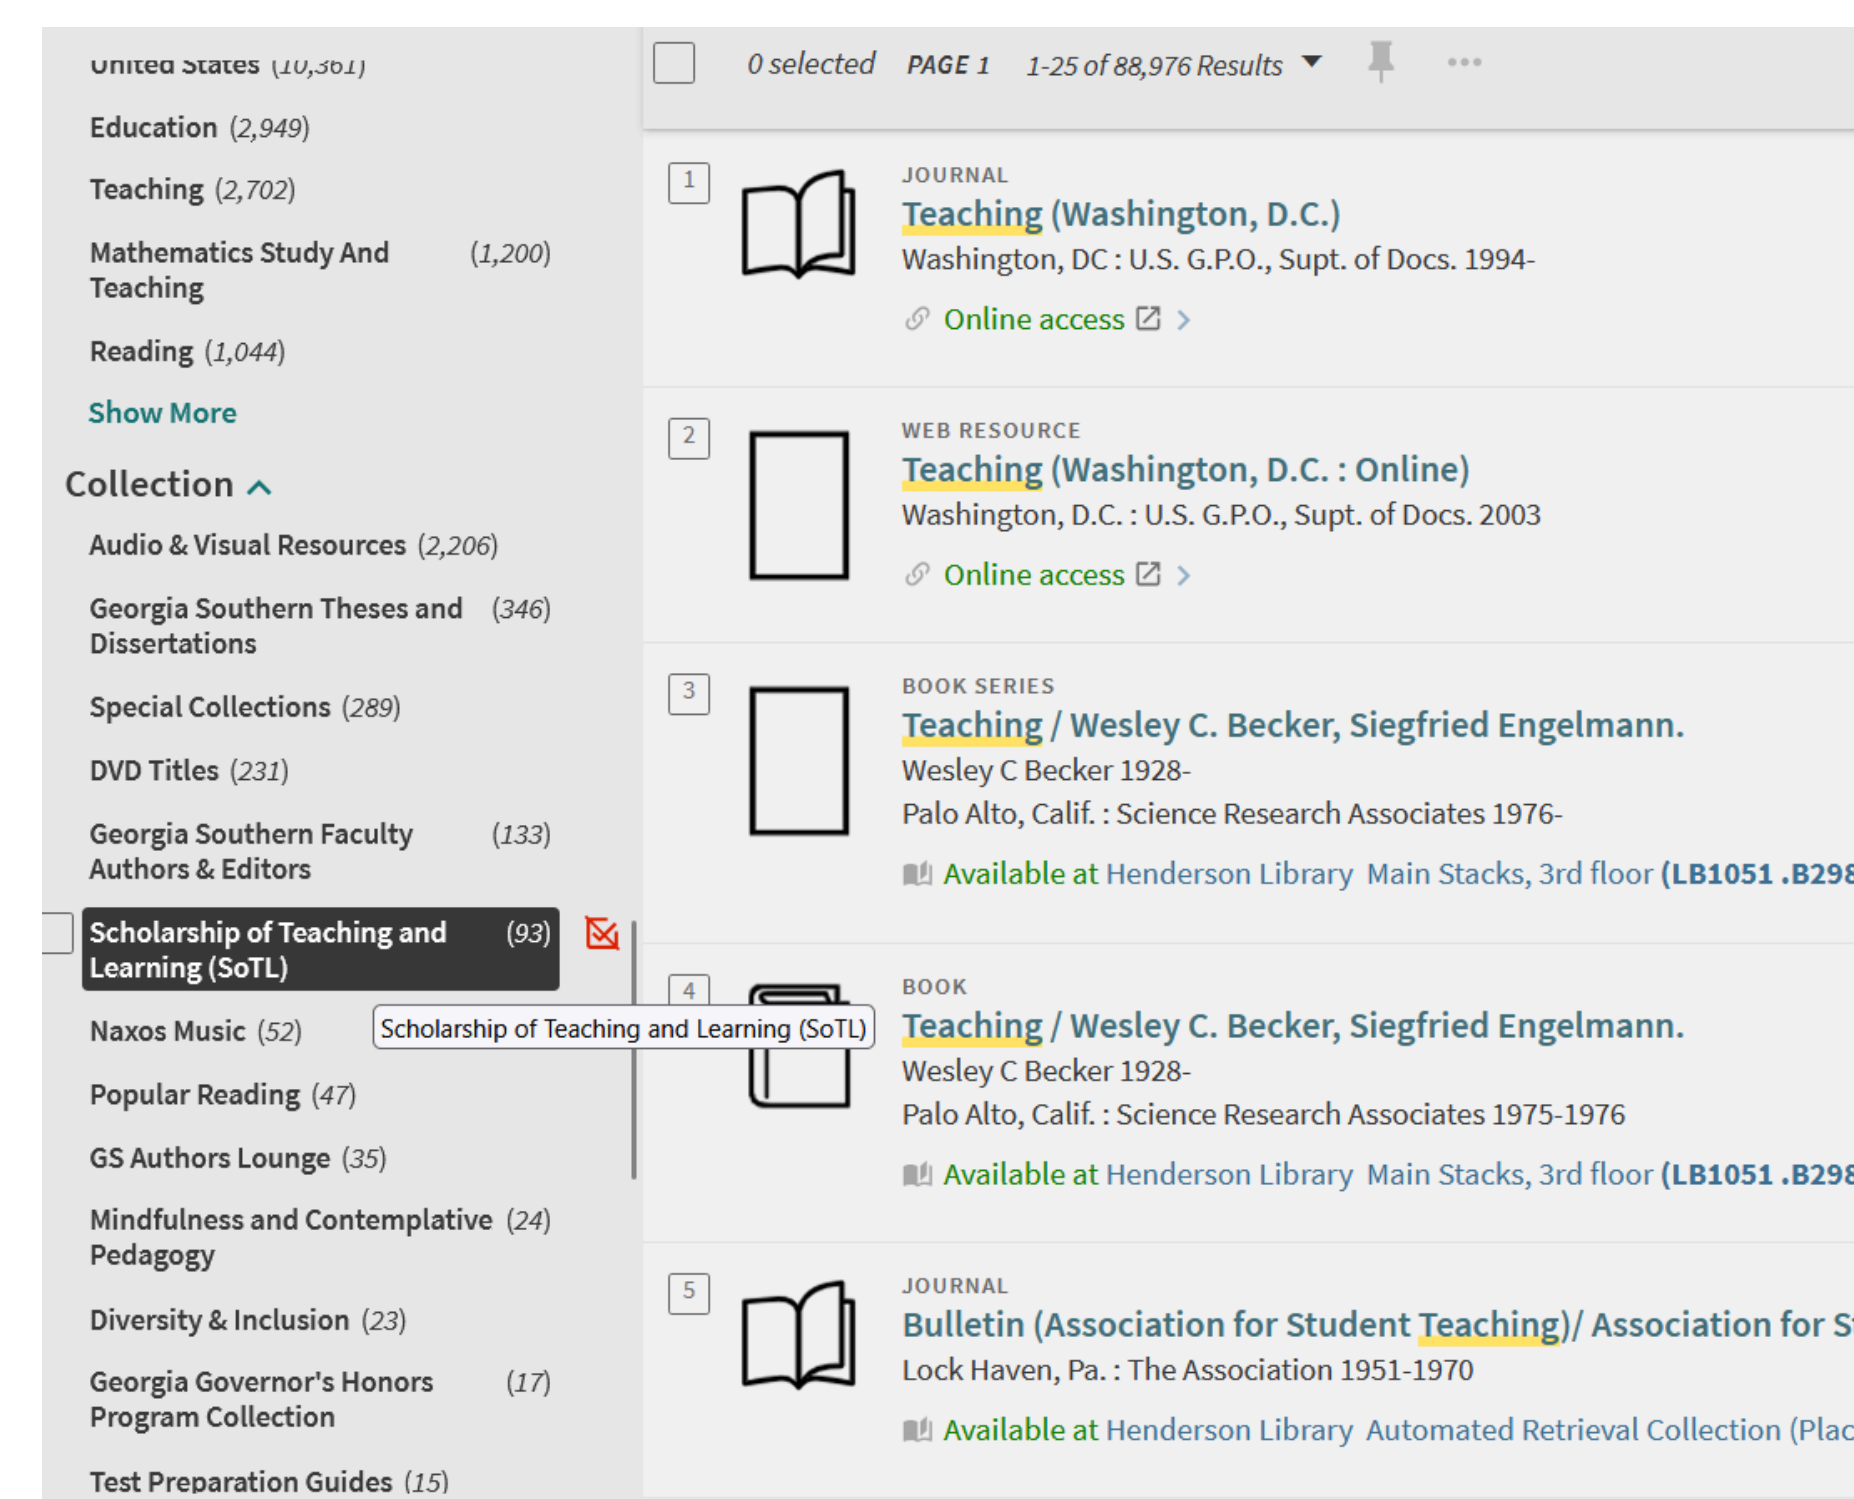 United States (10,361)
Education (2,949)
Teaching (2,702)
Mathematics Study And (1,200)
Teaching
Reading (1,044)
Show More
Collection
Audio & Visual Resources (2,206)
Georgia Southern Theses and (346)
Dissertations
Special Collections (289)
DVD Titles (231)
Georgia Southern Faculty (133)
Authors & Editors
Scholarship of Teaching and (93)
Learning (SoTL)
Scholarship of Teaching and Learning (SoTL)
Naxos Music (52)
Popular Reading (47)
GS Authors Lounge (35)
Mindfulness and Contemplative (24)
Pedagogy
Diversity & Inclusion (23)
Georgia Governor's Honors (17)
Program Collection
Test Preparation Guides (15)
0 selected PAGE 1 1-25 of 88,976 Results
1
JOURNAL
Teaching (Washington, D.C.)
Washington, DC : U.S. G.P.O., Supt. of Docs. 1994-
Online access
2
WEB RESOURCE
Teaching (Washington, D.C. : Online)
Washington, D.C. : U.S. G.P.O., Supt. of Docs. 2003
Online access
3
BOOK SERIES
Teaching / Wesley C. Becker, Siegfried Engelmann.
Wesley C Becker 1928-
Palo Alto, Calif. : Science Research Associates 1976-
Available at Henderson Library Main Stacks, 3rd floor (LB1051 .B298
4
BOOK
Teaching / Wesley C. Becker, Siegfried Engelmann.
Wesley C Becker 1928-
Palo Alto, Calif. : Science Research Associates 1975-1976
Available at Henderson Library Main Stacks, 3rd floor (LB1051 .B298
5
JOURNAL
Bulletin (Association for Student Teaching)/ Association for S
Lock Haven, Pa. : The Association 1951-1970
Available at Henderson Library Automated Retrieval Collection (Plac